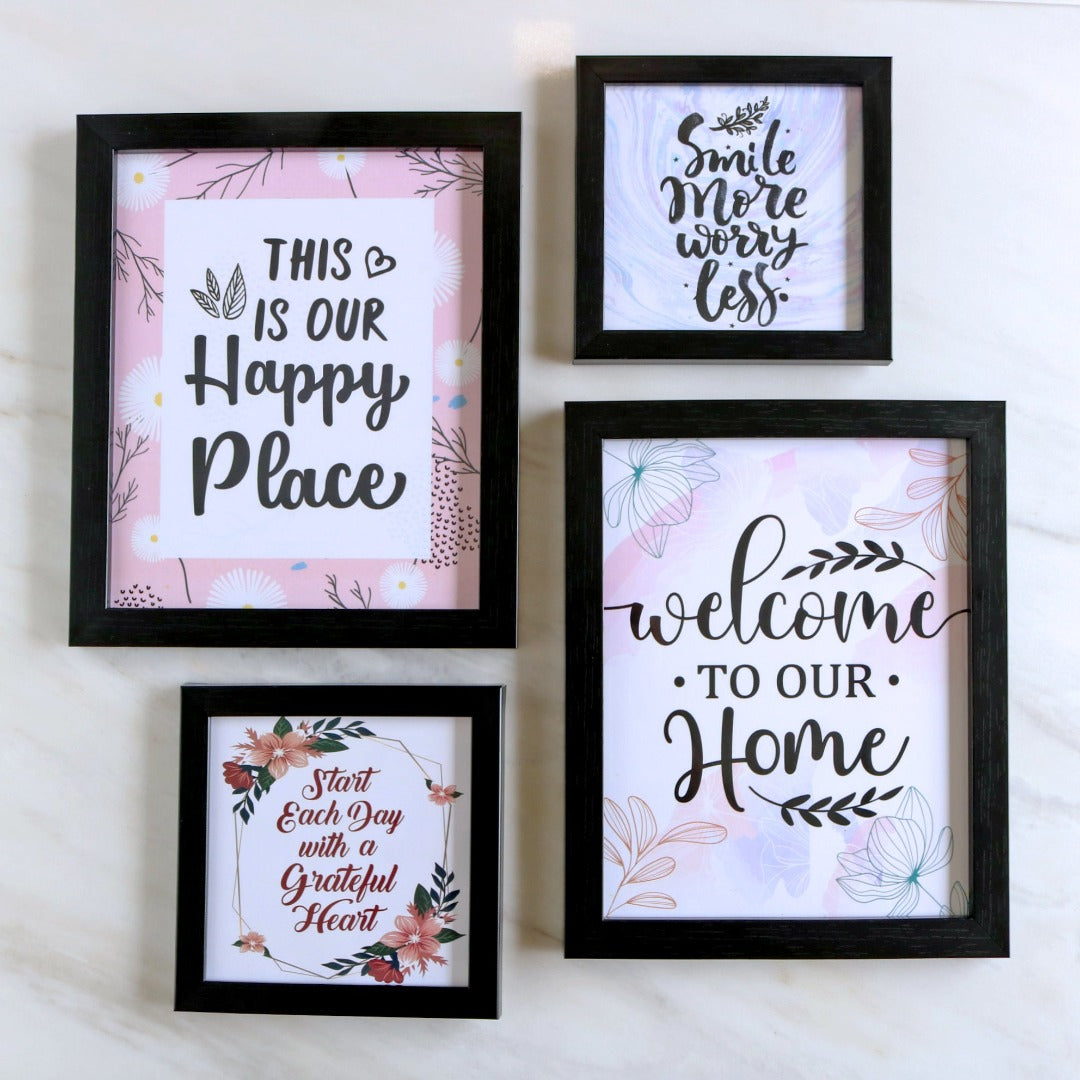 THIS
IS OUR
Happy
Place
Smile
More
worry
less.
Start
Each Day
with a
Grateful
Heart
welcome
• TO OUR •
Home